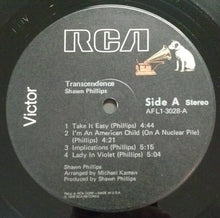 RCA
Victor
Transcendence
Shawn Phillips
Side A Stereo
AFL1-3028-A
1 Take It Easy (Phillips) 4:44
2 I'm An American Child (On A Nuclear Pile)
(Phillips) 4:21
3 Implications (Phillips) 5:15
4 Lady In Violet (Phillips) 5:04
Shawn Phillips
Arranged by Michael Kamen
Produced by Shawn Phillips